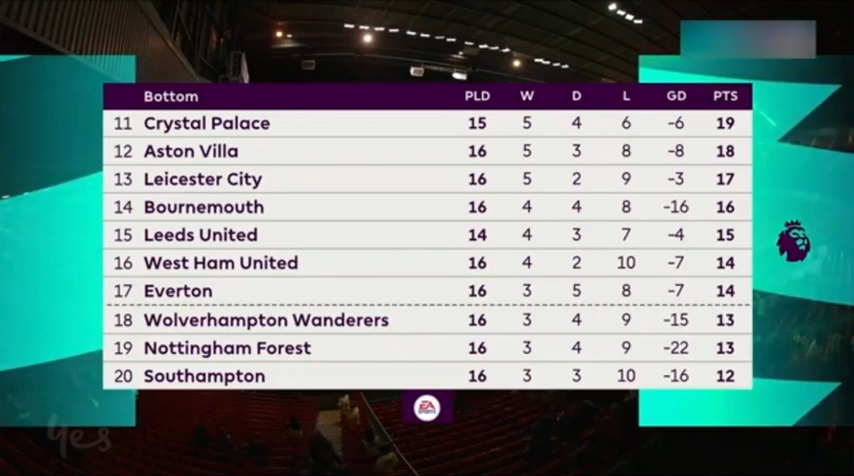 Bottom PLD W D L GD PTS
11 Crystal Palace 15 5 4 6 -6 19
12 Aston Villa 16 5 3 8 -8 18
13 Leicester City 16 5 2 9 -3 17
14 Bournemouth 16 4 4 8 -16 16
15 Leeds United 14 4 3 7 -4 15
16 West Ham United 16 4 2 10 -7 14
17 Everton 16 3 5 8 -7 14
18 Wolverhampton Wanderers 16 3 4 9 -15 13
19 Nottingham Forest 16 3 4 9 -22 13
20 Southampton 16 3 3 10 -16 12
EA
SPORTS
yes